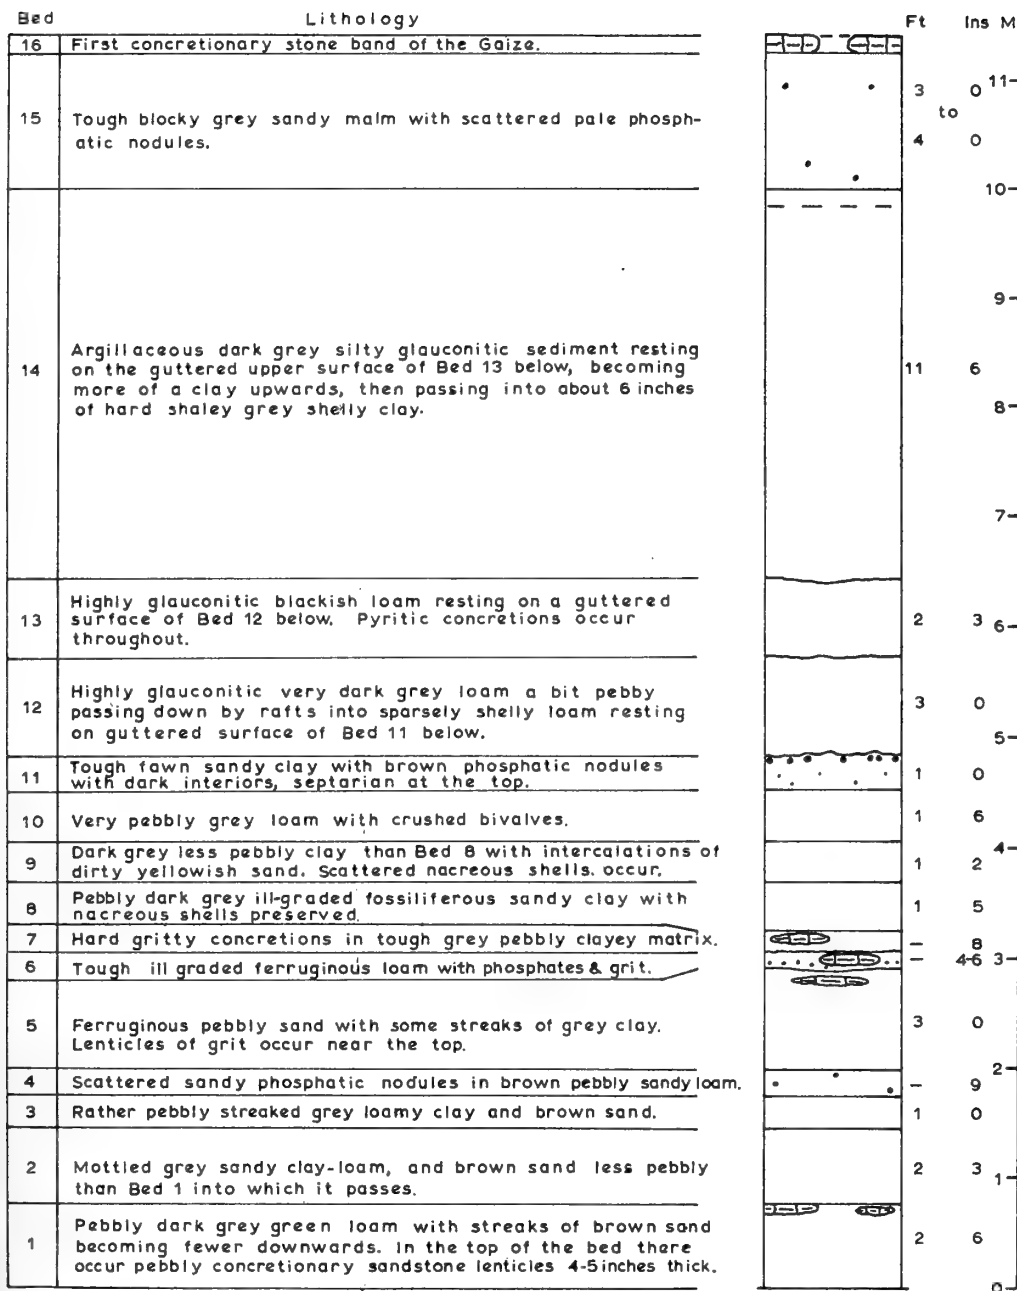 Bed Lithology Ft Ins M
16 First concretionary stone band of the Gaize.
11
3 0
to
15 Tough blocky grey sandy malm with scattered pale phosph-
atic nodules.
4 0
10
9
14 Argillaceous dark grey silty glauconitic sediment resting
on the guttered upper surface of Bed 13 below, becoming
more of a clay upwards, then passing into about 6 inches
of hard shaley grey shelly clay.
11 6
8
7
13 Highly glauconitic blackish loam resting on a guttered
surface of Bed 12 below. Pyritic concretions occur
throughout.
2 3
6
12 Highly glauconitic very dark grey loam a bit pebby
passing down by rafts into sparsely shelly loam resting
on guttered surface of Bed 11 below.
3 0
5
11 Tough fawn sandy clay with brown phosphatic nodules
with dark interiors, septarian at the top.
1 0
10 Very pebbly grey loam with crushed bivalves.
1 6
4
9 Dark grey less pebbly clay than Bed 8 with intercalations of
dirty yellowish sand. Scattered nacreous shells. occur.
1 2
8 Pebbly dark grey ill-graded fossiliferous sandy clay with
nacreous shells preserved.
1 5
7 Hard gritty concretions in tough grey pebbly clayey matrix.
– 8
6 Tough ill graded ferruginous loam with phosphates & grit.
– 4-6
3
5 Ferruginous pebbly sand with some streaks of grey clay.
Lenticles of grit occur near the top.
3 0
2
4 Scattered sandy phosphatic nodules in brown pebbly sandy loam.
– 9
3 Rather pebbly streaked grey loamy clay and brown sand.
1 0
2 Mottled grey sandy clay-loam, and brown sand less pebbly
than Bed 1 into which it passes.
2 3
1
1 Pebbly dark grey green loam with streaks of brown sand
becoming fewer downwards. In the top of the bed there
occur pebbly concretionary sandstone lenticles 4-5 inches thick.
2 6
0